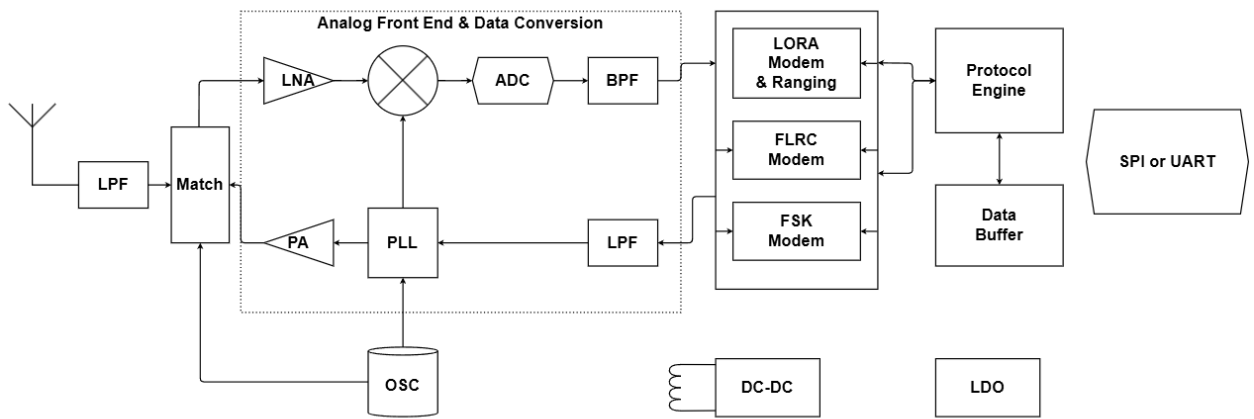 Analog Front End & Data Conversion
LNA
ADC
BPF
LORA
Modem
& Ranging
Protocol
Engine
FLRC
Modem
SPI or UART
LPF
Match
PA
PLL
LPF
FSK
Modem
Data
Buffer
OSC
DC-DC
LDO